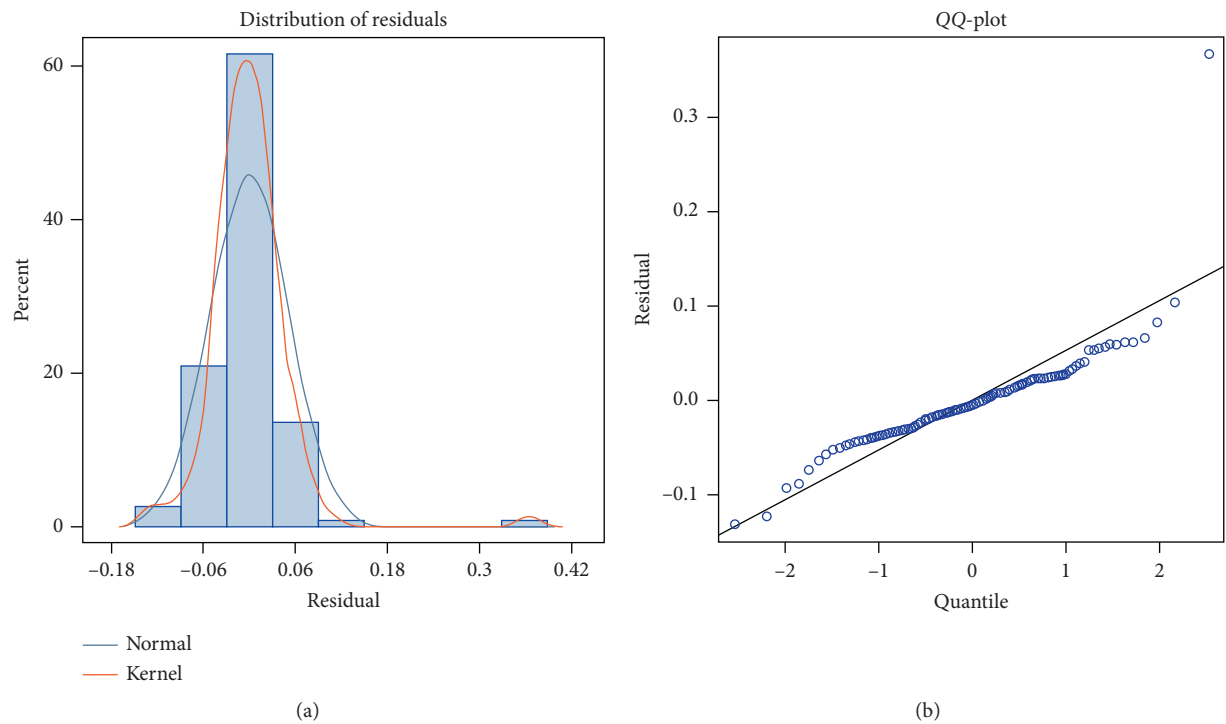 Distribution of residuals
Percent
60
40
20
0
−0.18
−0.06
0.06
0.18
0.3
0.42
Residual
Normal
Kernel
(a)
QQ-plot
Residual
0.3
0.2
0.1
0.0
−0.1
−2
−1
0
1
2
Quantile
(b)